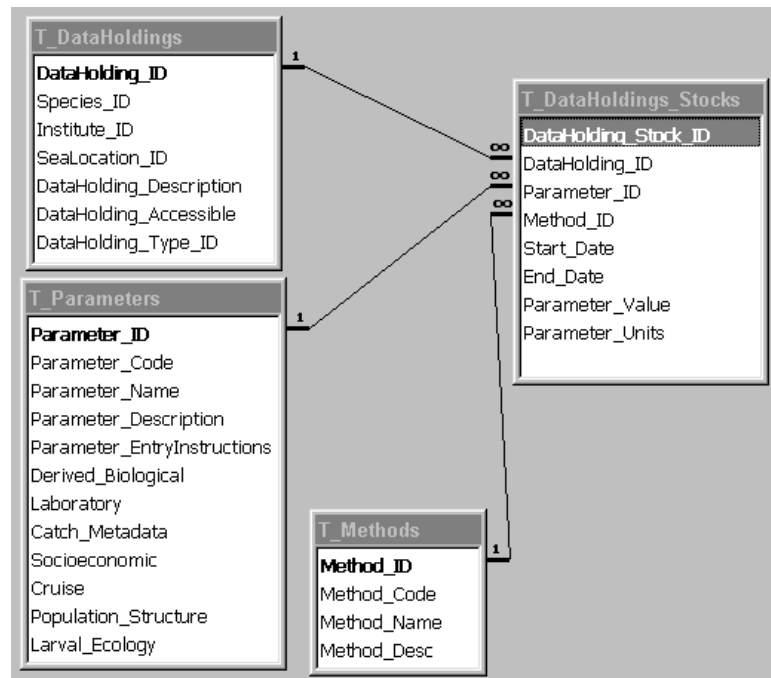 T_DataHoldings
DataHolding_ID
Species_ID
Institute_ID
SeaLocation_ID
DataHolding_Description
DataHolding_Accessible
DataHolding_Type_ID
1
T_Parameters
Parameter_ID
Parameter_Code
Parameter_Name
Parameter_Description
Parameter_EntryInstructions
Derived_Biological
Laboratory
Catch_Metadata
Socioeconomic
Cruise
Population_Structure
Larval_Ecology
1
T_Methods
Method_ID
Method_Code
Method_Name
Method_Desc
1
T_DataHoldings_Stocks
DataHolding_Stock_ID
DataHolding_ID
Parameter_ID
Method_ID
Start_Date
End_Date
Parameter_Value
Parameter_Units
∞
∞
∞